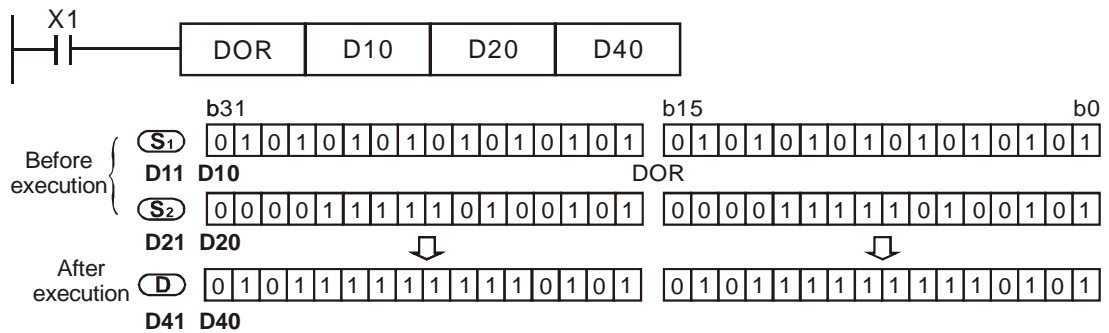 X1
DOR D10 D20 D40
b31 b15 b0
S1 0 1 0 1 0 1 0 1 0 1 0 1 0 1 0 1 0 1 0 1 0 1 0 1 0 1 0 1 0 1 0 1
Before
execution
D11 D10 DOR
S2 0 0 0 0 1 1 1 1 1 0 1 0 0 1 0 1 0 0 0 0 1 1 1 1 1 0 1 0 0 1 0 1
D21 D20
After
execution
D 0 1 0 1 1 1 1 1 1 1 1 1 0 1 0 1 0 1 0 1 1 1 1 1 1 1 1 1 0 1 0 1
D41 D40